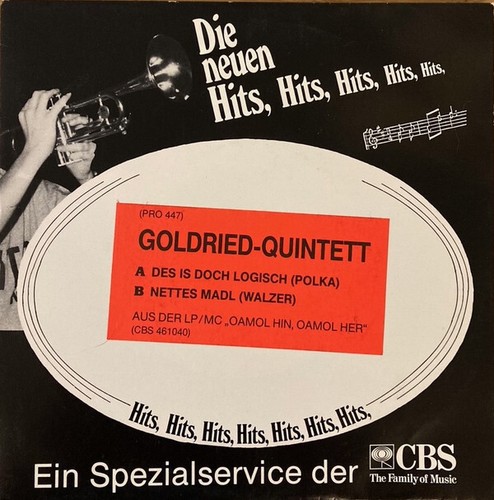 Die
neuen
Hits, Hits, Hits, Hits, Hits,
(PRO 447)
GOLDRIED-QUINTETT
A DES IS DOCH LOGISCH (POLKA)
B NETTES MADL (WALZER)
AUS DER LP/MC „OAMOL HIN, OAMOL HER“
(CBS 461040)
Hits, Hits, Hits, Hits, Hits, Hits, Hits,
Ein Spezialservice der CBS
The Family of Music